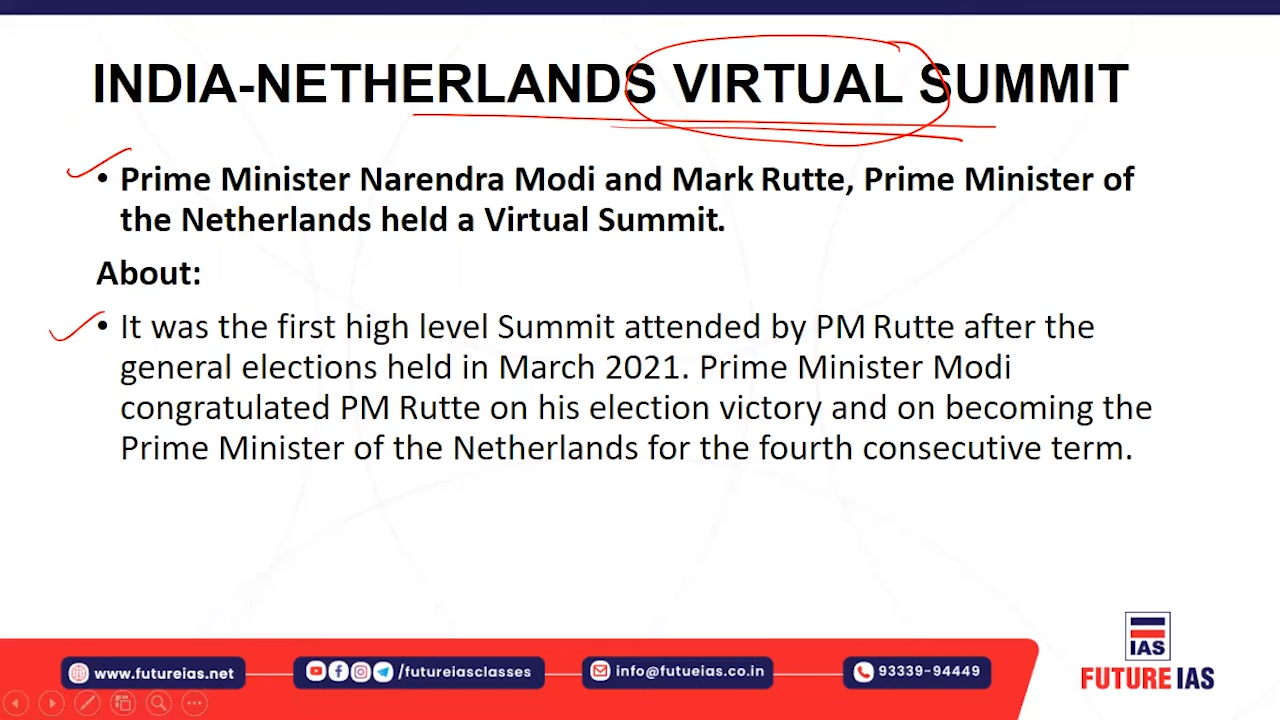 INDIA-NETHERLANDS VIRTUAL SUMMIT
• Prime Minister Narendra Modi and Mark Rutte, Prime Minister of
the Netherlands held a Virtual Summit.
About:
• It was the first high level Summit attended by PM Rutte after the
general elections held in March 2021. Prime Minister Modi
congratulated PM Rutte on his election victory and on becoming the
Prime Minister of the Netherlands for the fourth consecutive term.
IAS
www.futureias.net
/futureiasclasses
info@futueias.co.in
93339-94449
FUTURE IAS